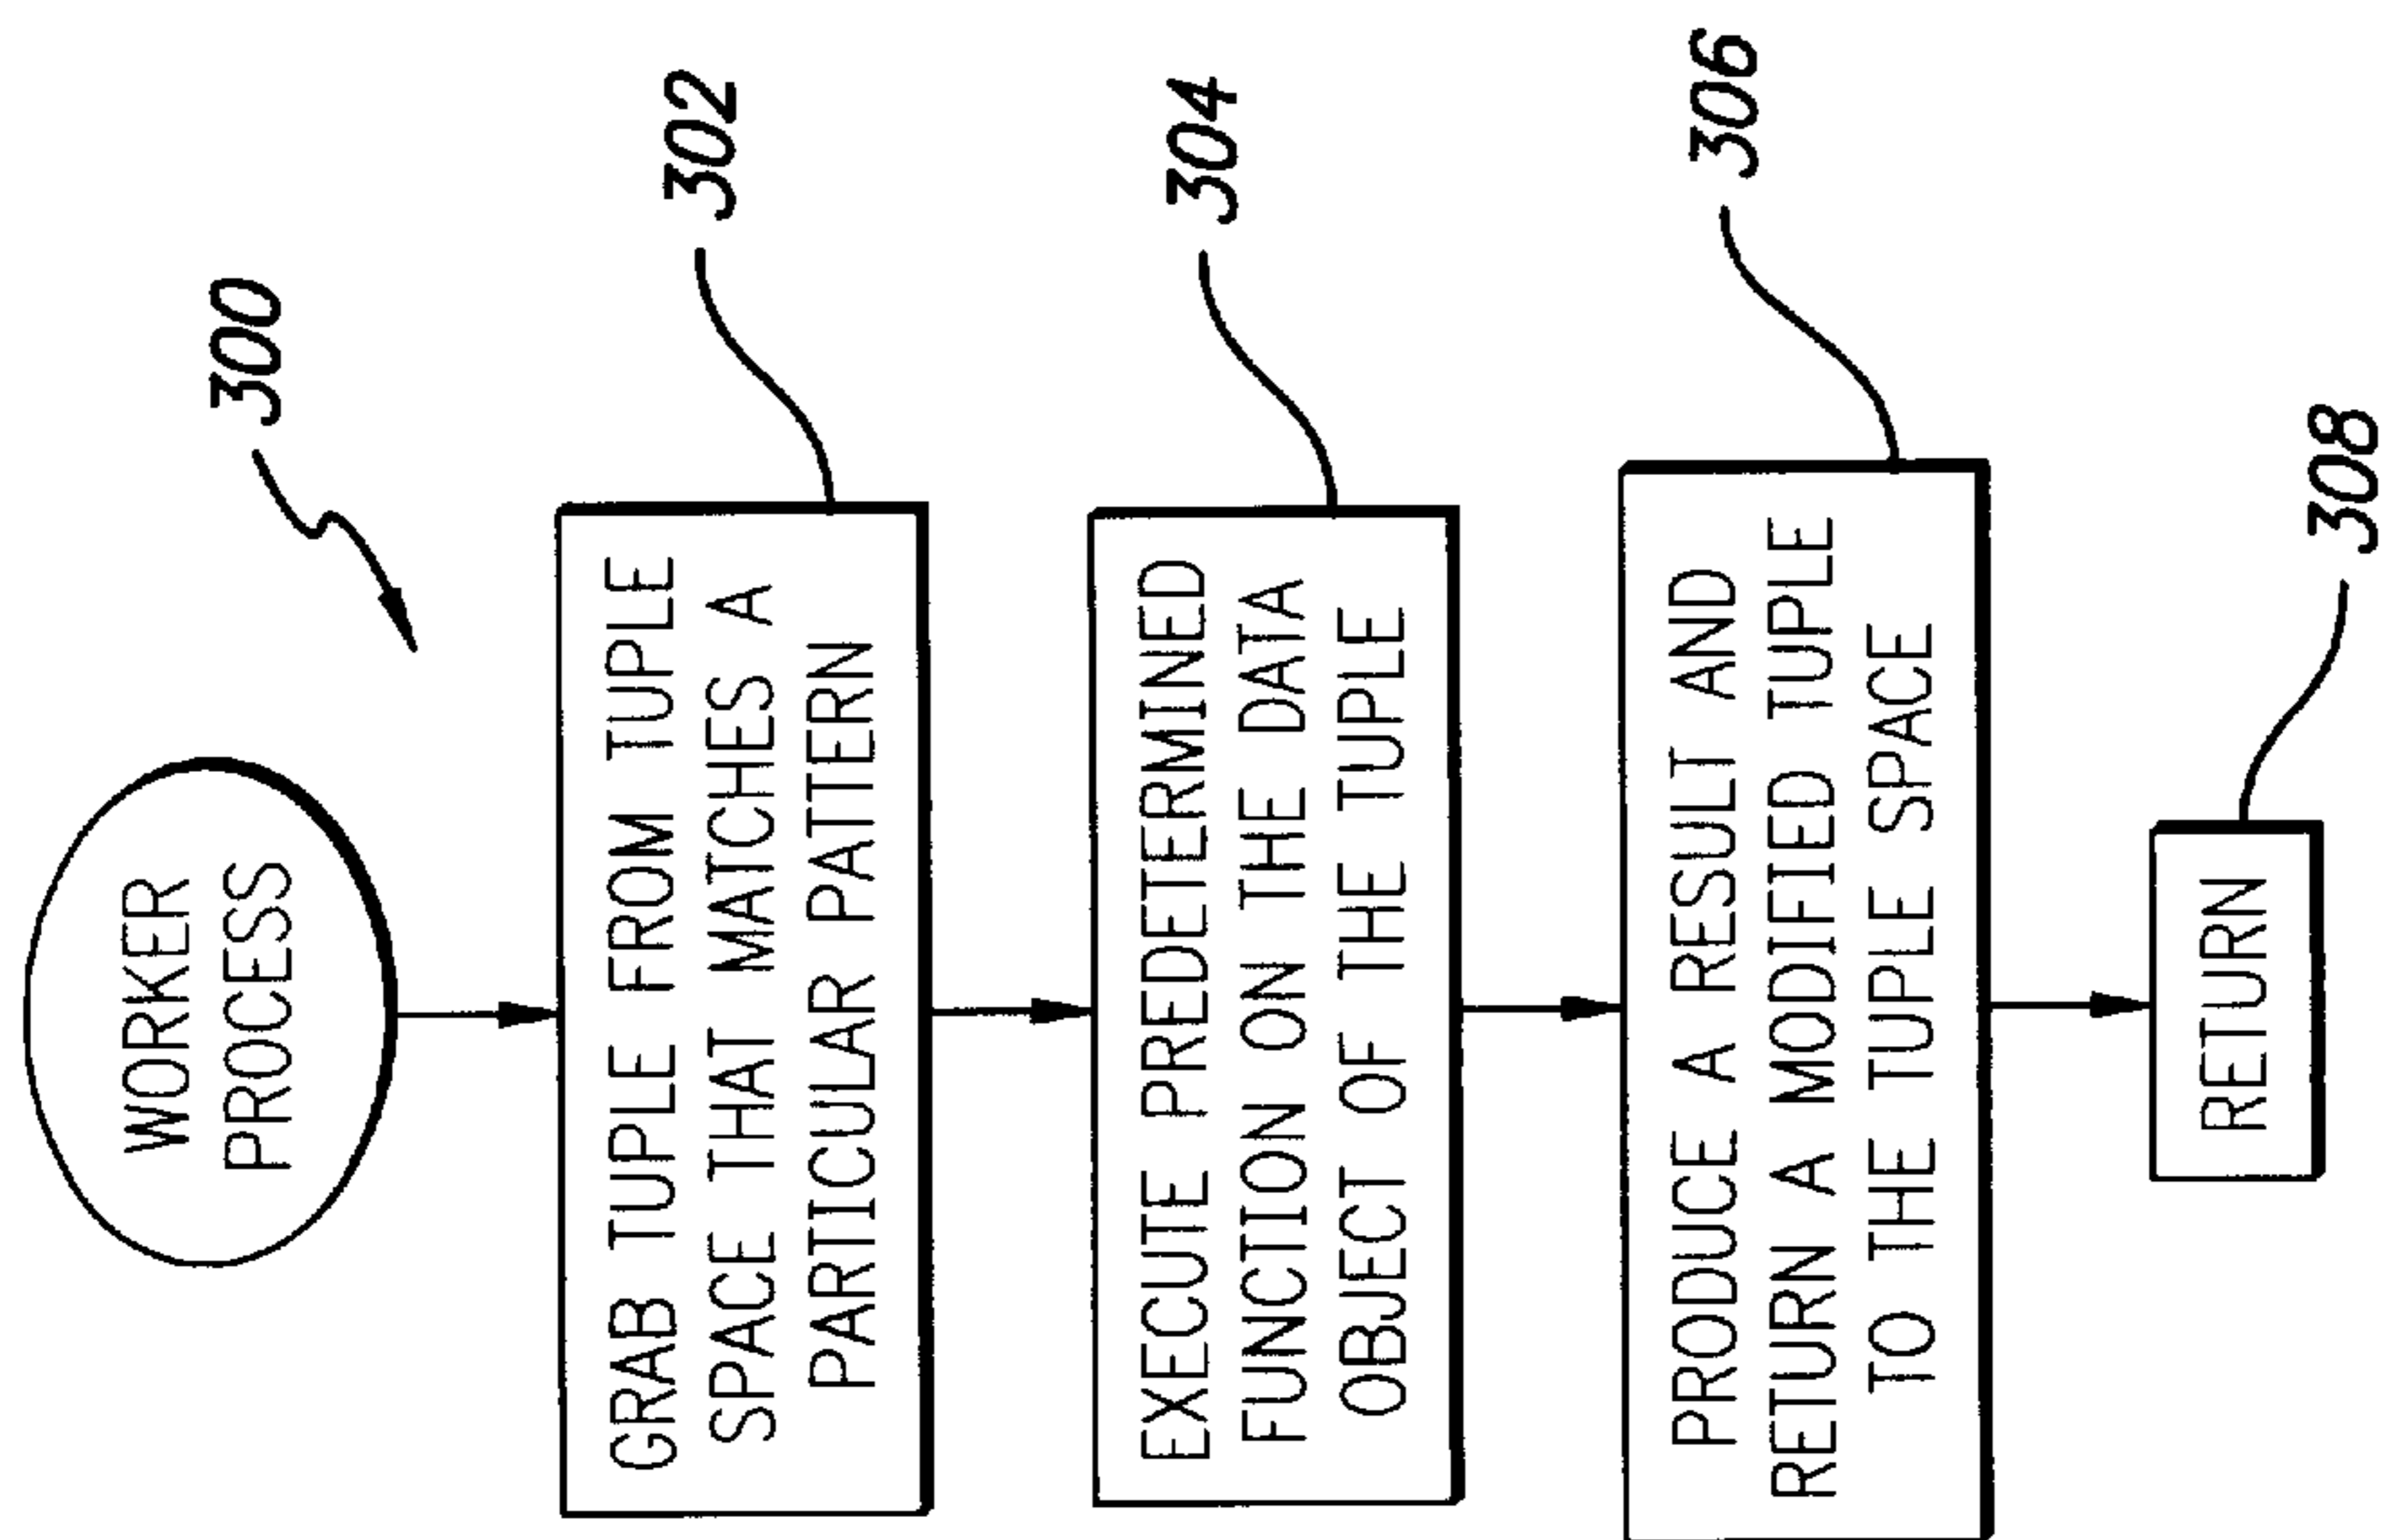 WORKER
PROCESS
300
GRAB TUPLE FROM TUPLE
SPACE THAT MATCHES A
PARTICULAR PATTERN
302
EXECUTE PREDETERMINED
FUNCTION ON THE DATA
OBJECT OF THE TUPLE
304
PRODUCE A RESULT AND
RETURN A MODIFIED TUPLE
TO THE TUPLE SPACE
306
RETURN
308